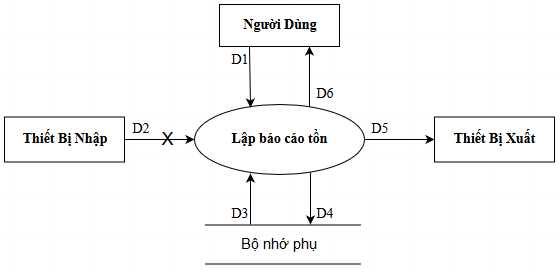 Người Dùng
D1
D6
Thiết Bị Nhập
D2
X
Lập báo cáo tồn
D5
Thiết Bị Xuất
D3
D4
Bộ nhớ phụ